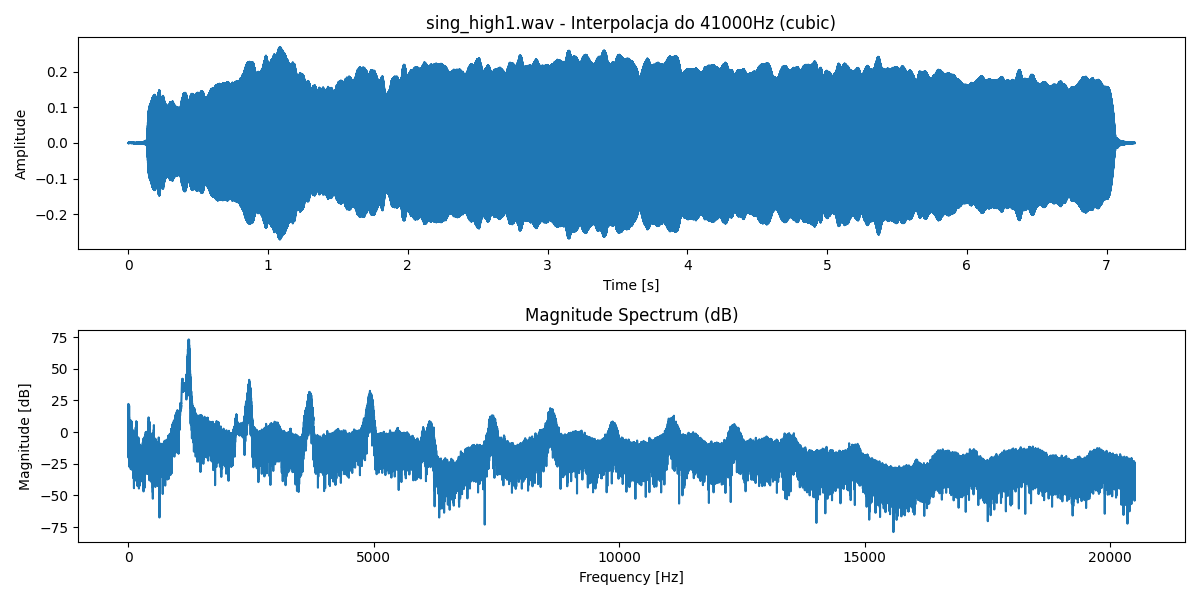 sing_high1.wav - Interpolacja do 41000Hz (cubic)
0.2
0.1
0.0
−0.1
−0.2
Amplitude
0 1 2 3 4 5 6 7
Time [s]
Magnitude Spectrum (dB)
75
50
25
0
−25
−50
−75
Magnitude [dB]
0 5000 10000 15000 20000
Frequency [Hz]